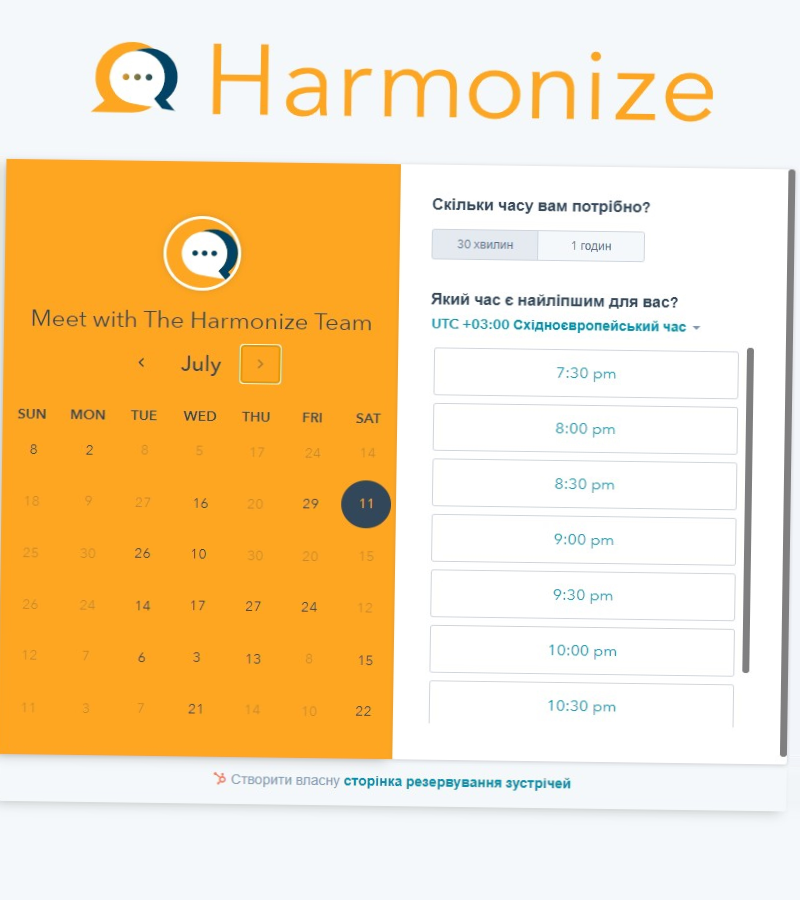 Harmonize
Meet with The Harmonize Team
July
SUN MON TUE WED THU FRI SAT
8 2 8 5 17 24 14
18 9 27 16 20 29 11
25 30 26 10 30 20 15
26 24 14 17 27 24 12
12 7 6 3 13 8 15
11 3 7 21 14 10 22
Скільки часу вам потрібно?
30 хвилин 1 годин
Який час є найліпшим для вас?
UTC +03:00 Східноєвропейський час
7:30 pm
8:00 pm
8:30 pm
9:00 pm
9:30 pm
10:00 pm
10:30 pm
Створити власну сторінка резервування зустрічей